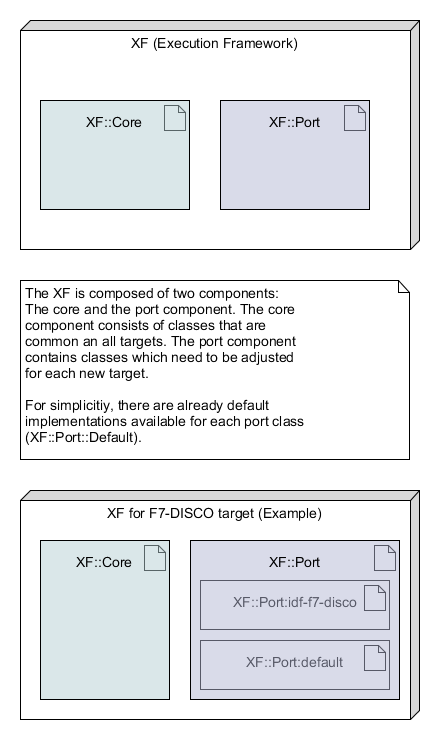 XF (Execution Framework)
XF::Core
XF::Port
The XF is composed of two components:
The core and the port component. The core
component consists of classes that are
common an all targets. The port component
contains classes which need to be adjusted
for each new target.
For simplicitiy, there are already default
implementations available for each port class
(XF::Port::Default).
XF for F7-DISCO target (Example)
XF::Core
XF::Port
XF::Port:idf-f7-disco
XF::Port:default